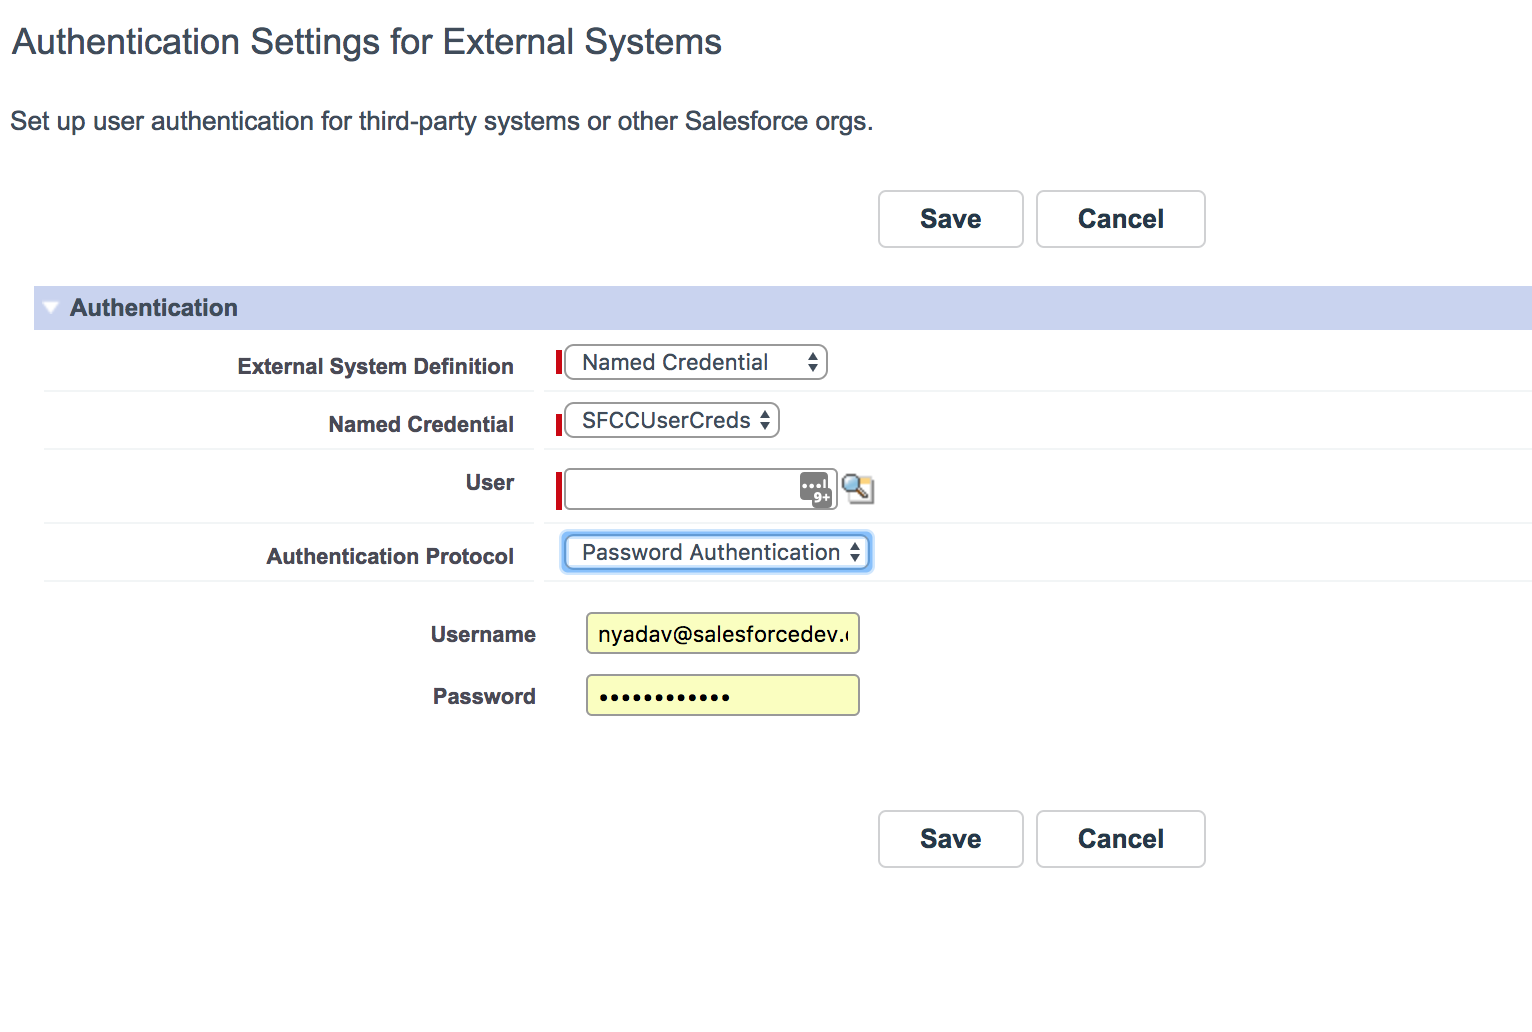 Authentication Settings for External Systems
Set up user authentication for third-party systems or other Salesforce orgs.
Save Cancel
Authentication
External System Definition Named Credential
Named Credential SFCCUserCreds
User 9+
Authentication Protocol Password Authentication
Username nyadav@salesforcedev.
Password ••••••••••••
Save Cancel